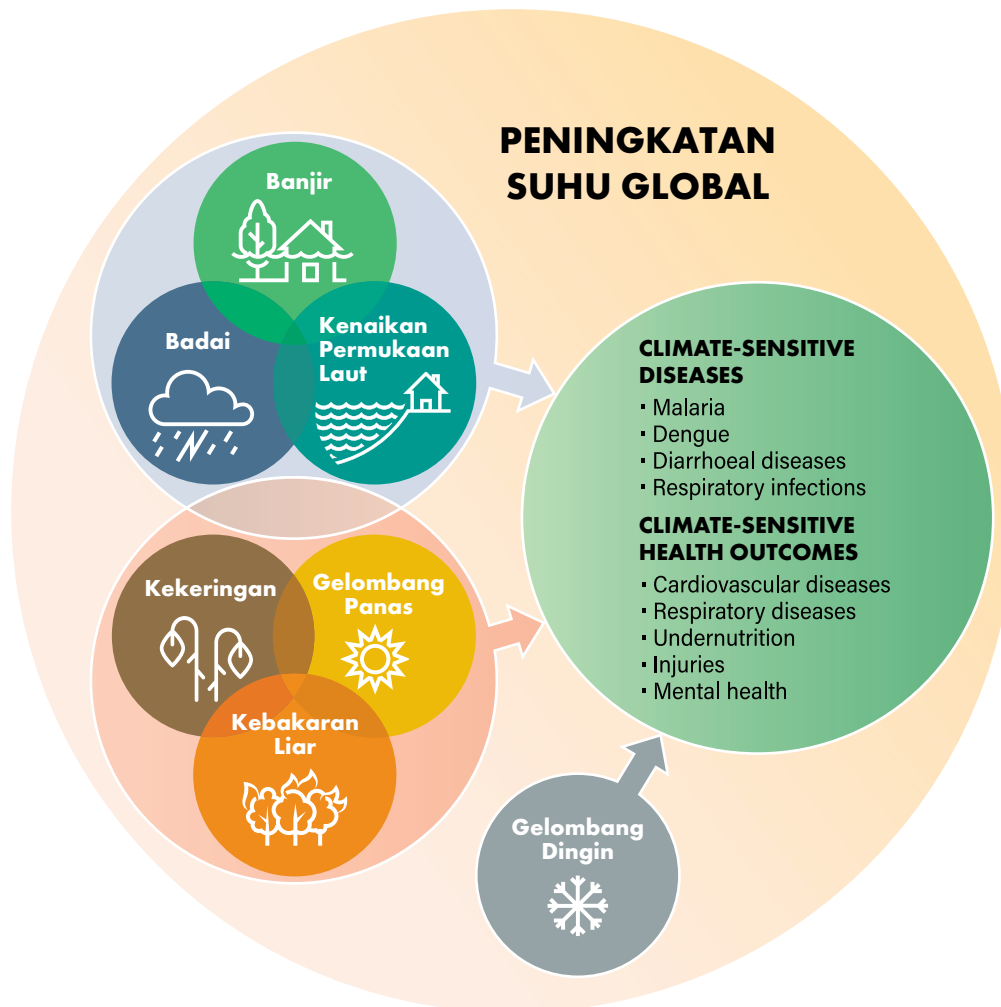 PENINGKATAN
SUHU GLOBAL
Banjir
Badai
Kenaikan
Permukaan
Laut
Kekeringan
Gelombang
Panas
Kebakaran
Liar
CLIMATE-SENSITIVE
DISEASES
· Malaria
· Dengue
· Diarrhoeal diseases
· Respiratory infections
CLIMATE-SENSITIVE
HEALTH OUTCOMES
· Cardiovascular diseases
· Respiratory diseases
· Undernutrition
· Injuries
· Mental health
Gelombang
Dingin